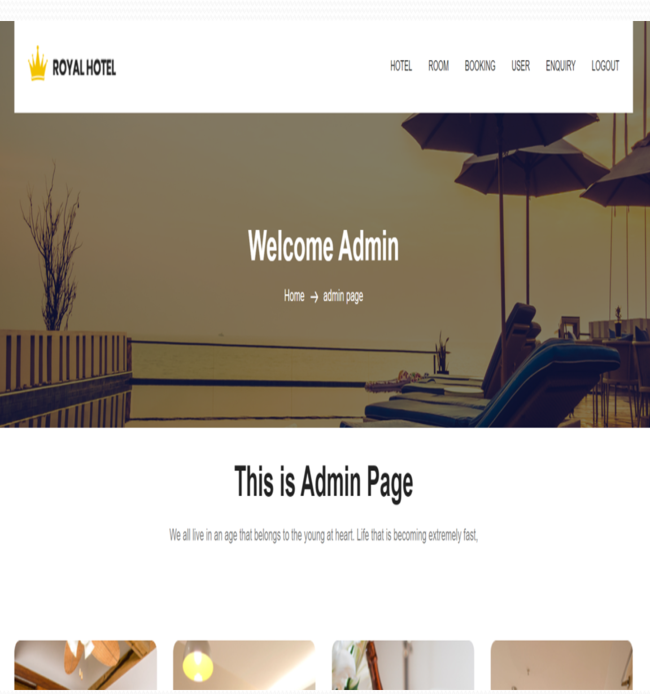 ROYAL HOTEL
HOTEL ROOM BOOKING USER ENQUIRY LOGOUT
Welcome Admin
Home → admin page
This is Admin Page
We all live in an age that belongs to the young at heart. Life that is becoming extremely fast,